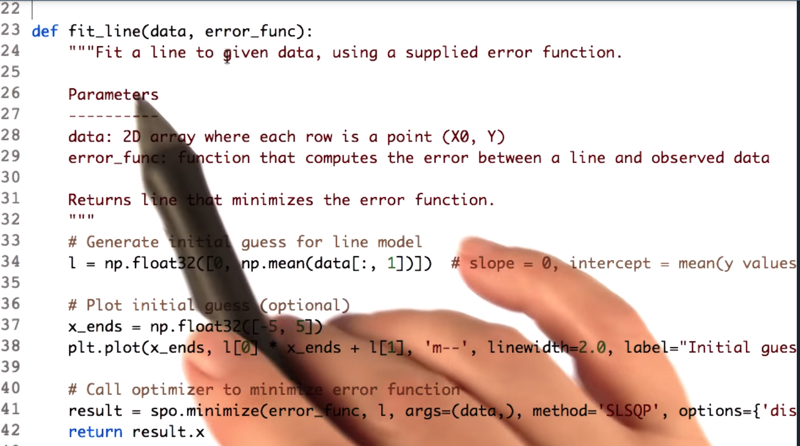 22
23 def fit_line(data, error_func):
24 """Fit a line to given data, using a supplied error function.
25
26 Parameters
27 ----------
28 data: 2D array where each row is a point (X0, Y)
29 error_func: function that computes the error between a line and observed data
30
31 Returns line that minimizes the error function.
32 """
33 # Generate initial guess for line model
34 l = np.float32([0, np.mean(data[:, 1])]) # slope = 0, intercept = mean(y values
35
36 # Plot initial guess (optional)
37 x_ends = np.float32([-5, 5])
38 plt.plot(x_ends, l[0] * x_ends + l[1], 'm--', linewidth=2.0, label="Initial gues
39
40 # Call optimizer to minimize error function
41 result = spo.minimize(error_func, l, args=(data,), method='SLSQP', options={'dis
42 return result.x